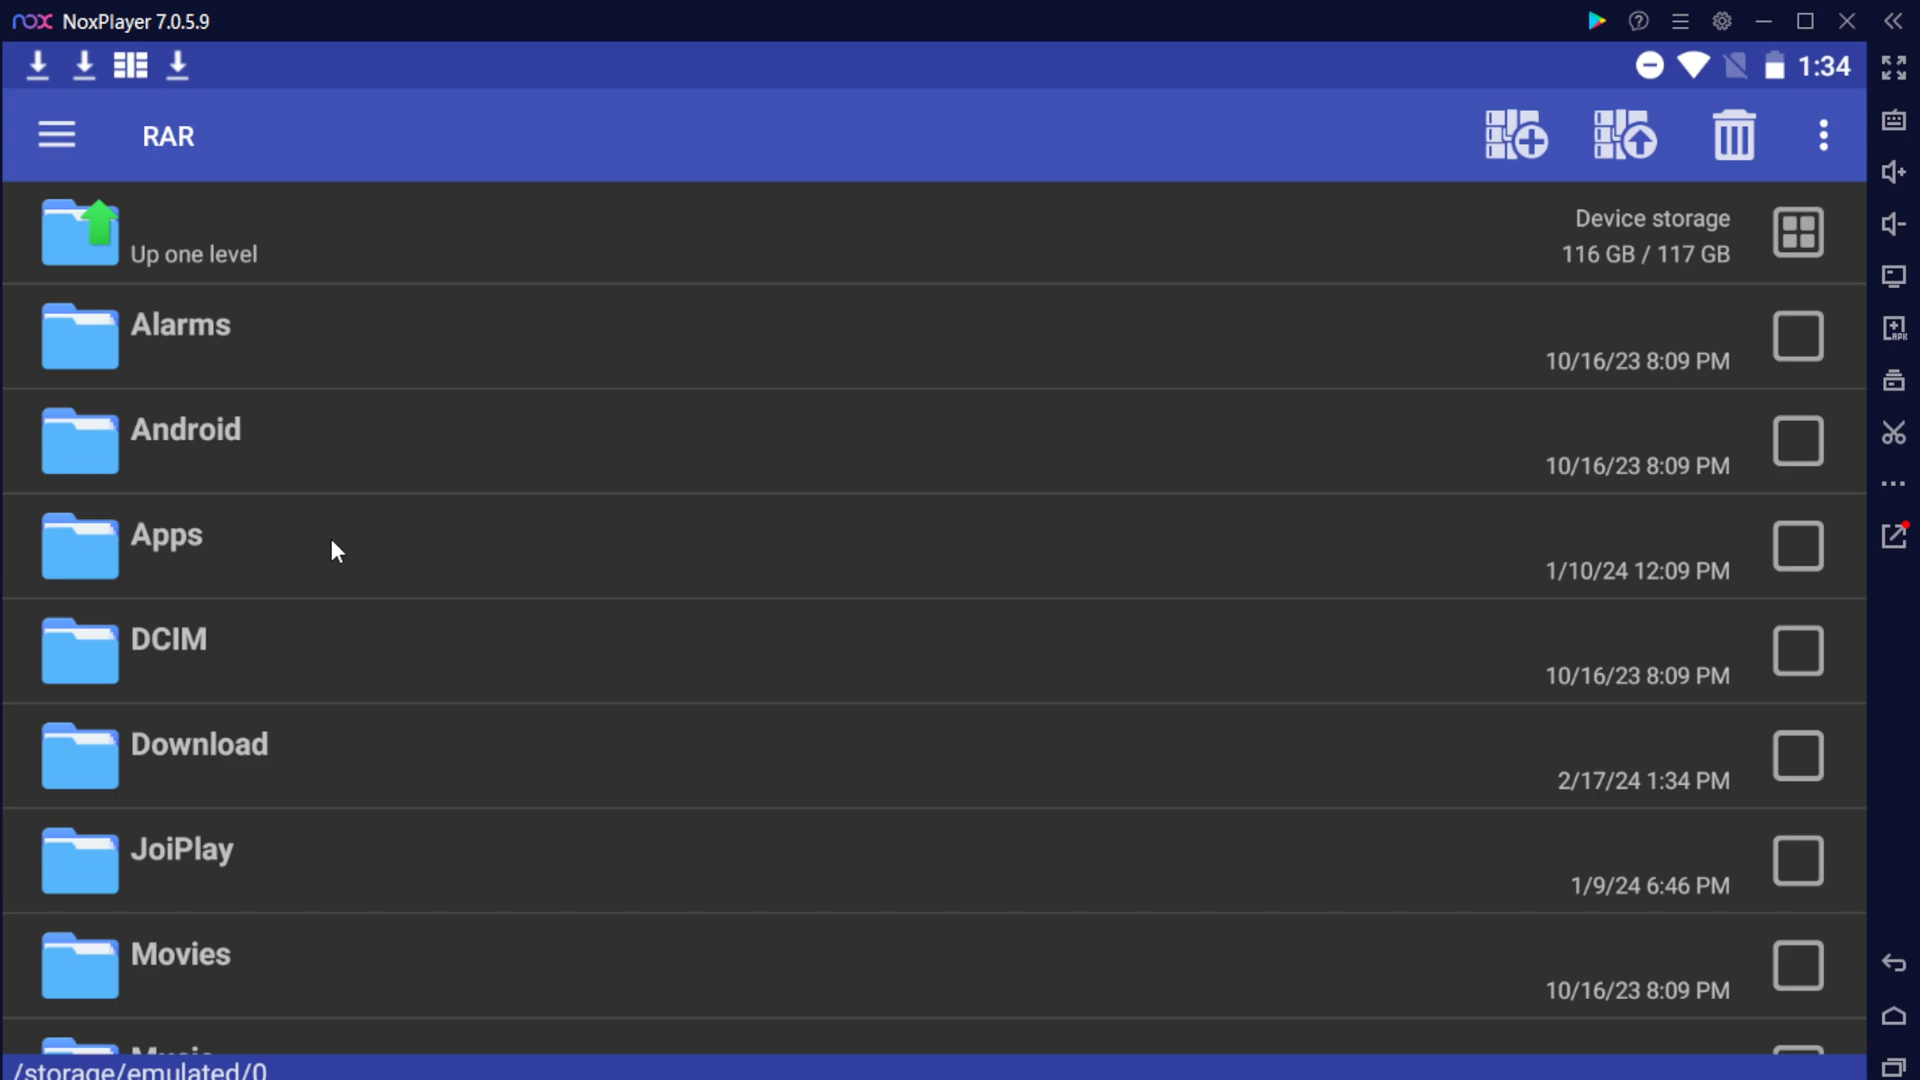 nox NoxPlayer 7.0.5.9
1:34
RAR
Device storage
Up one level
116 GB / 117 GB
Alarms
10/16/23 8:09 PM
Android
10/16/23 8:09 PM
Apps
1/10/24 12:09 PM
DCIM
10/16/23 8:09 PM
Download
2/17/24 1:34 PM
JoiPlay
1/9/24 6:46 PM
Movies
10/16/23 8:09 PM
Music
/storage/emulated/0